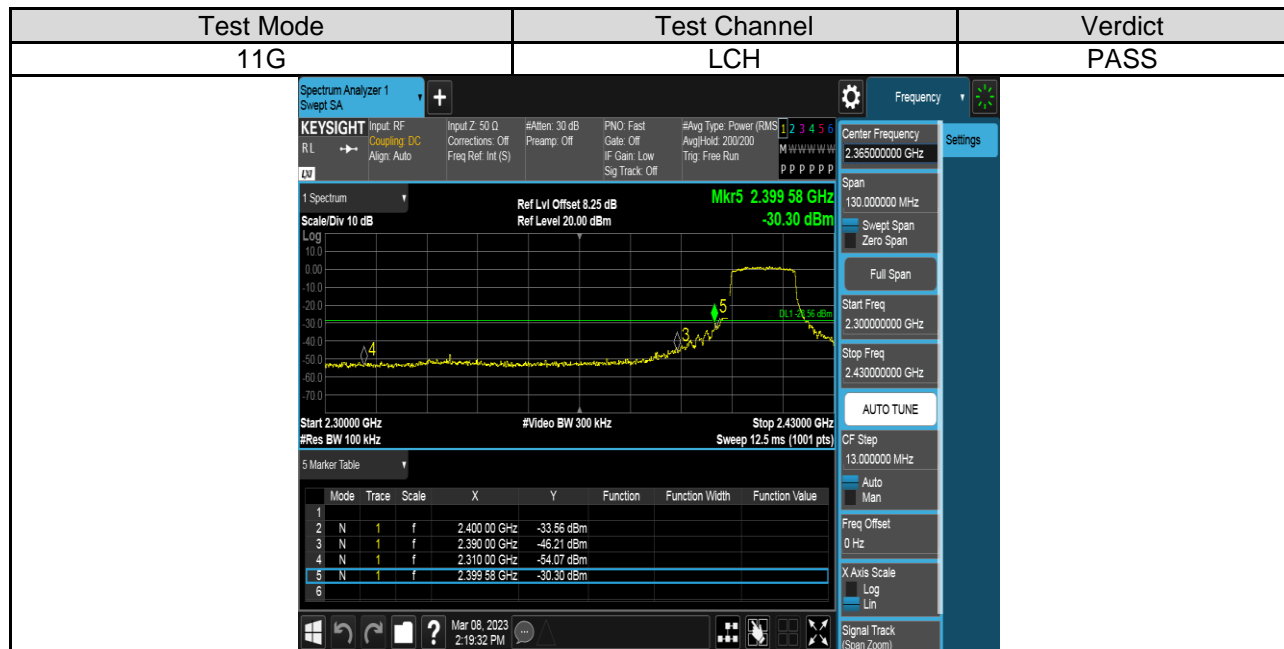 Test Mode Test Channel Verdict
11G LCH PASS
Spectrum Analyzer 1
Swept SA
+
Frequency
KEYSIGHT
RL
LXI
Input: RF
Coupling: DC
Align: Auto
Input Z: 50 Ω
Corrections: Off
Freq Ref: Int (S)
#Atten: 30 dB
Preamp: Off
PNO: Fast
Gate: Off
IF Gain: Low
Sig Track: Off
#Avg Type: Power (RMS
Avg|Hold: 200/200
Trig: Free Run
1 2 3 4 5 6
M W W W W W
P P P P P P
1 Spectrum
Scale/Div 10 dB
Ref Lvl Offset 8.25 dB
Ref Level 20.00 dBm
Mkr5 2.399 58 GHz
-30.30 dBm
Log
10.0
0.00
-10.0
-20.0
-30.0
-40.0
-50.0
-60.0
-70.0
4
3
5
Start 2.30000 GHz
#Res BW 100 kHz
#Video BW 300 kHz
Stop 2.43000 GHz
Sweep 12.5 ms (1001 pts)
5 Marker Table
Mode Trace Scale X Y Function Function Width Function Value
1
2 N 1 f 2.400 00 GHz -33.56 dBm
3 N 1 f 2.390 00 GHz -46.21 dBm
4 N 1 f 2.310 00 GHz -54.07 dBm
5 N 1 f 2.399 58 GHz -30.30 dBm
6
?
Mar 08, 2023
2:19:32 PM
Center Frequency
2.365000000 GHz
Settings
Span
130.000000 MHz
Swept Span
Zero Span
Full Span
Start Freq
2.300000000 GHz
Stop Freq
2.430000000 GHz
AUTO TUNE
CF Step
13.000000 MHz
Auto
Man
Freq Offset
0 Hz
X Axis Scale
Log
Lin
Signal Track
(Span Zoom)